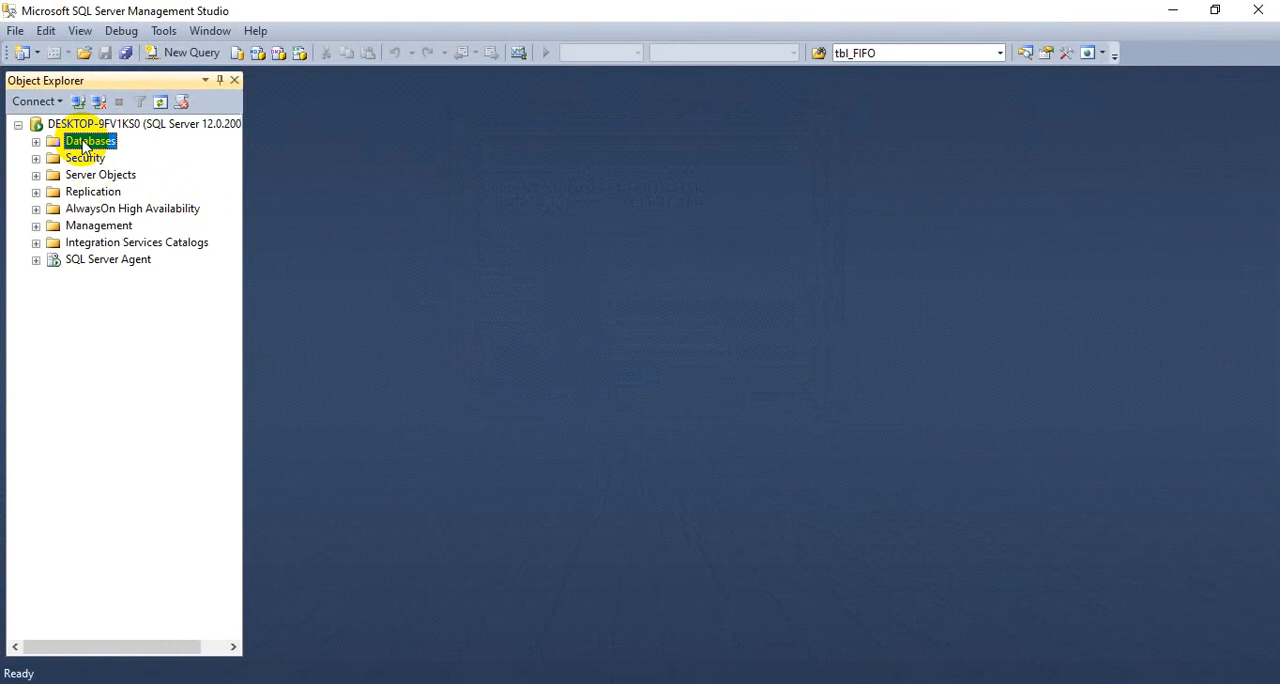 Microsoft SQL Server Management Studio
File Edit View Debug Tools Window Help
New Query tbl_FIFO
Object Explorer
Connect
DESKTOP-9FV1KS0 (SQL Server 12.0.200
Databases
Security
Server Objects
Replication
AlwaysOn High Availability
Management
Integration Services Catalogs
SQL Server Agent
Ready